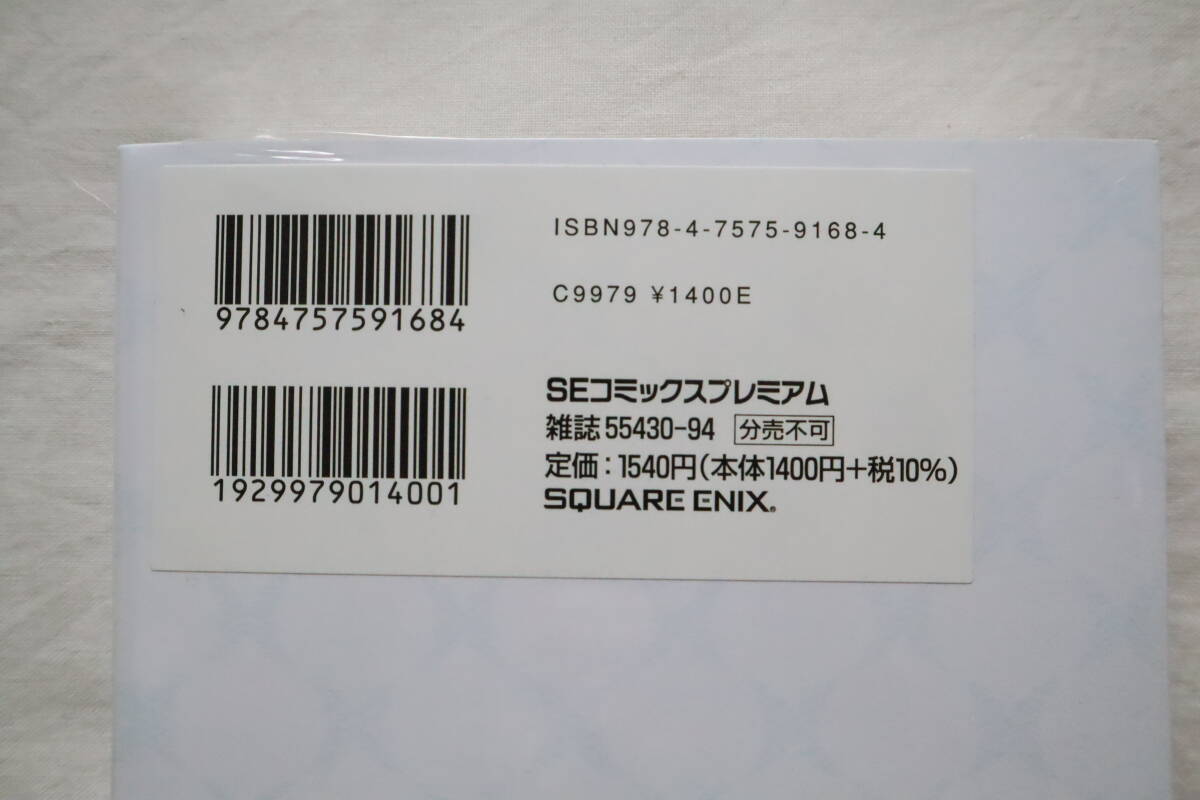 9784757591684
1929979014001
ISBN978-4-7575-9168-4
C9979 ¥1400E
SEコミックスプレミアム
雑誌 55430-94 分売不可
定価：1540円（本体1400円＋税10%）
SQUARE ENIX®